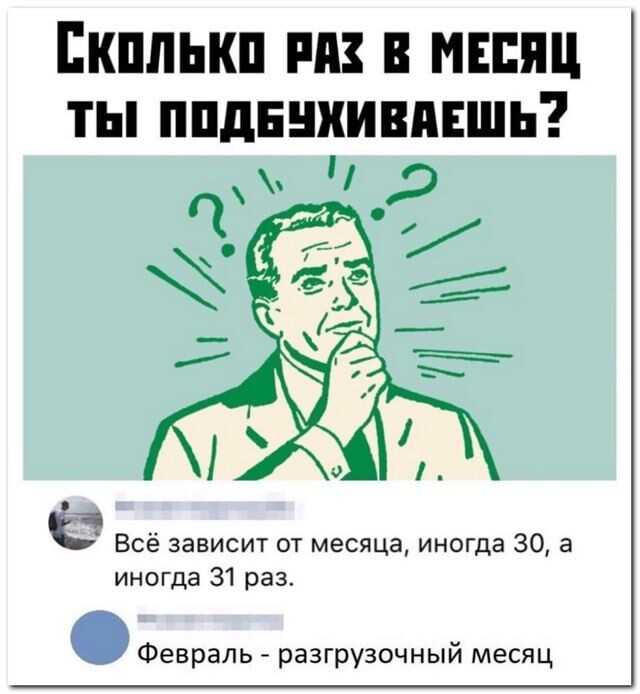 Сколько раз в месяц
ты подбухиваешь?
Всё зависит от месяца, иногда 30, а
иногда 31 раз.
Февраль - разгрузочный месяц